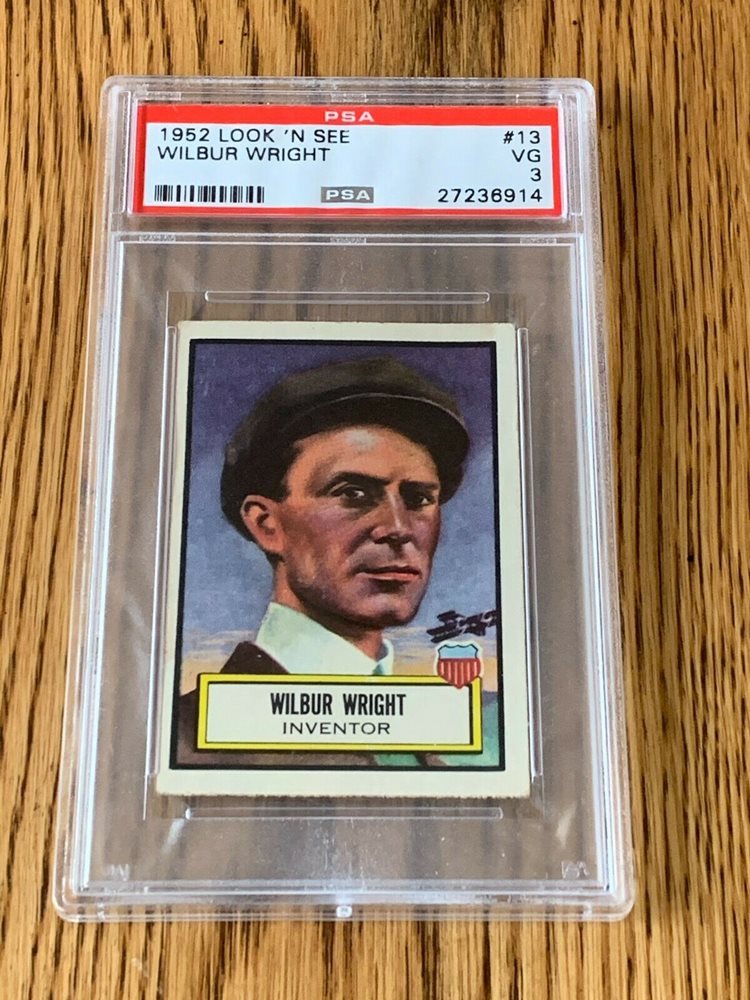 PSA
1952 LOOK 'N SEE #13
WILBUR WRIGHT VG
3
PSA 27236914
WILBUR WRIGHT
INVENTOR